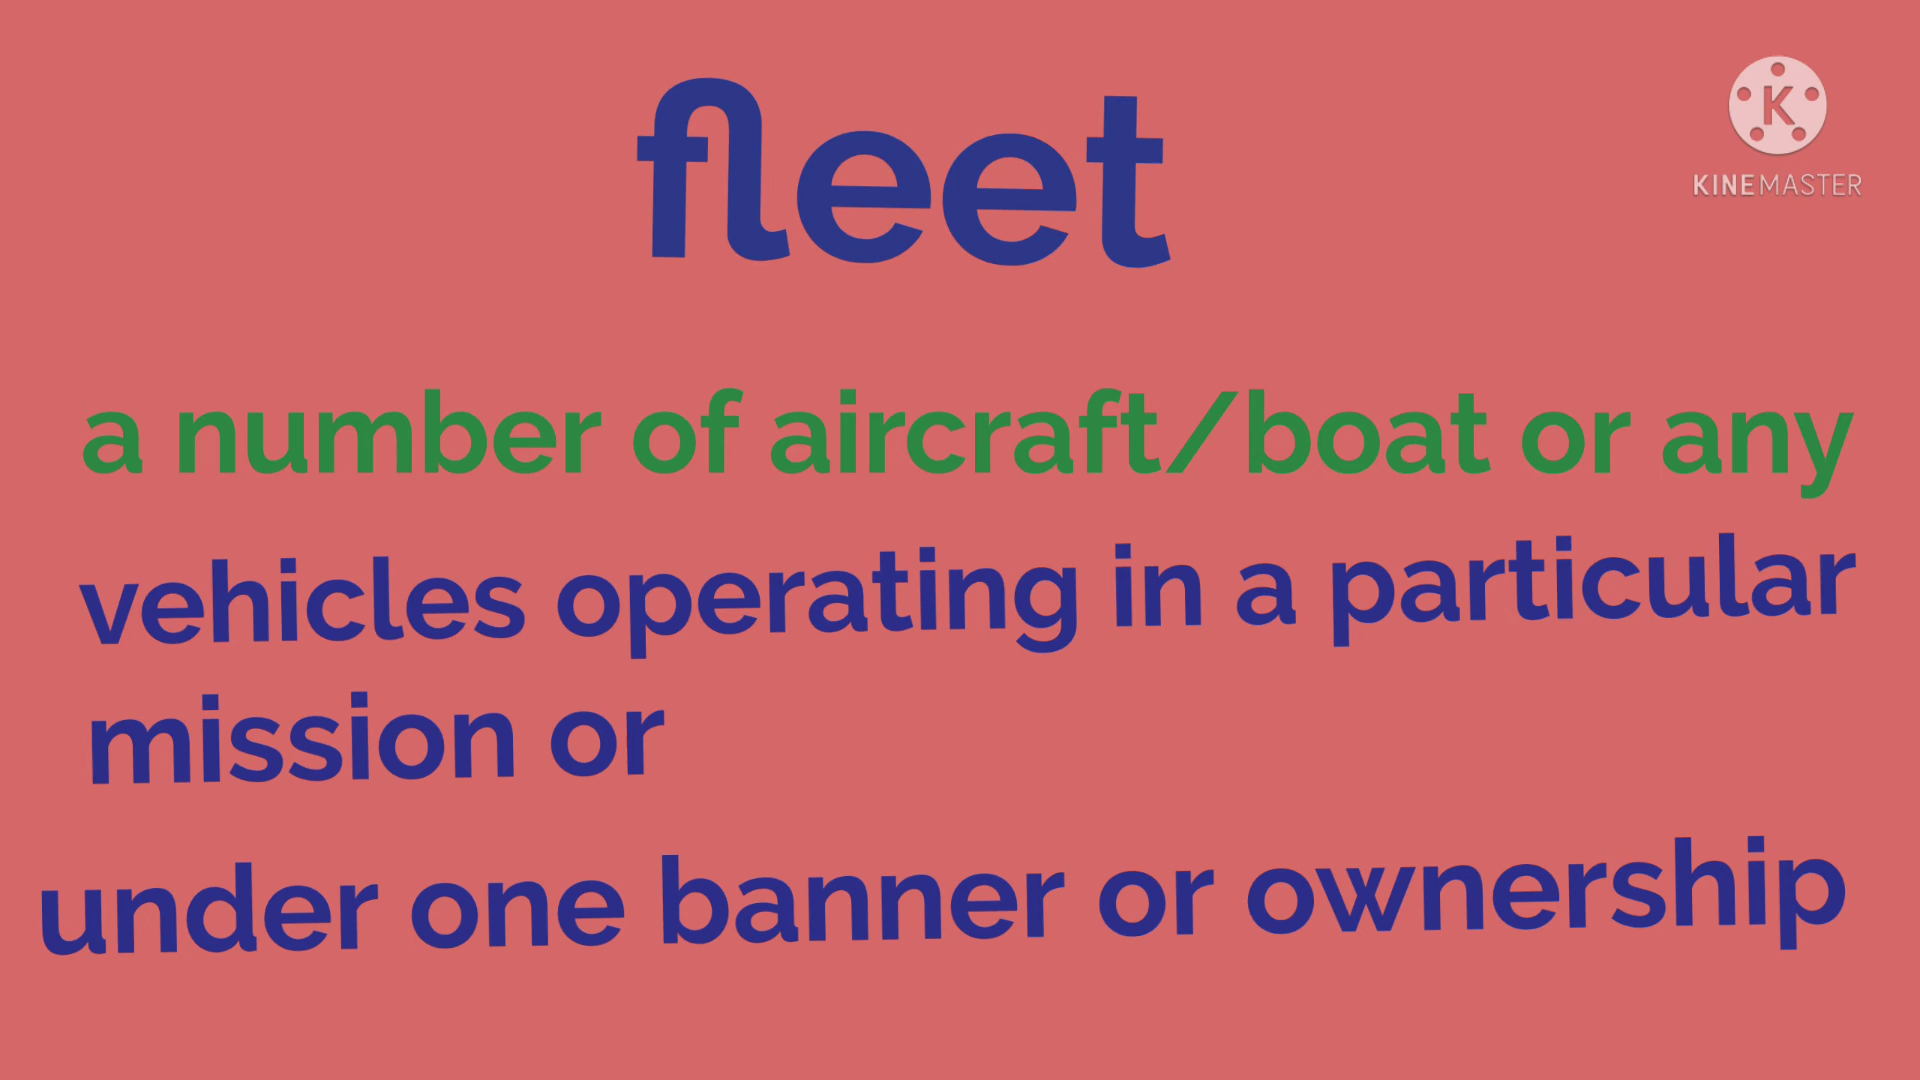 fleet
K
KINEMASTER
a number of aircraft/boat or any
vehicles operating in a particular
mission or
under one banner or ownership